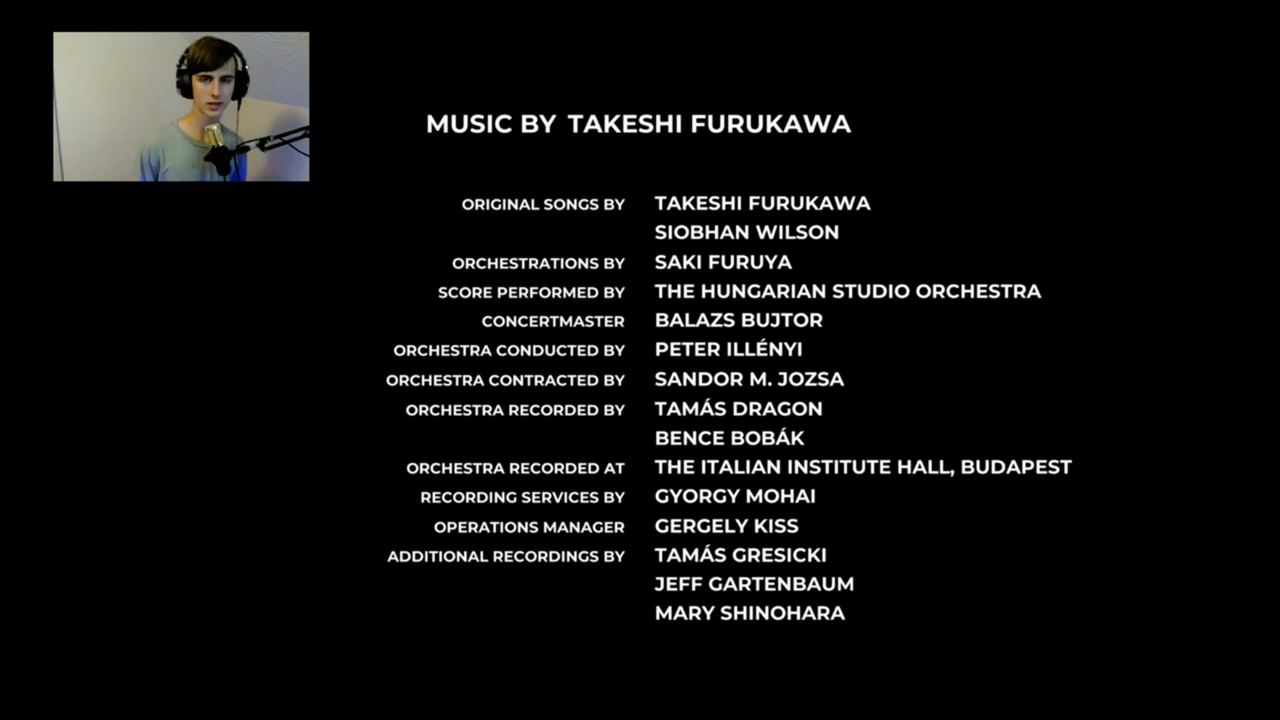 MUSIC BY TAKESHI FURUKAWA
ORIGINAL SONGS BY TAKESHI FURUKAWA
SIOBHAN WILSON
ORCHESTRATIONS BY SAKI FURUYA
SCORE PERFORMED BY THE HUNGARIAN STUDIO ORCHESTRA
CONCERTMASTER BALAZS BUJTOR
ORCHESTRA CONDUCTED BY PETER ILLÉNYI
ORCHESTRA CONTRACTED BY SANDOR M. JOZSA
ORCHESTRA RECORDED BY TAMÁS DRAGON
BENCE BOBÁK
ORCHESTRA RECORDED AT THE ITALIAN INSTITUTE HALL, BUDAPEST
RECORDING SERVICES BY GYORGY MOHAI
OPERATIONS MANAGER GERGELY KISS
ADDITIONAL RECORDINGS BY TAMÁS GRESICKI
JEFF GARTENBAUM
MARY SHINOHARA